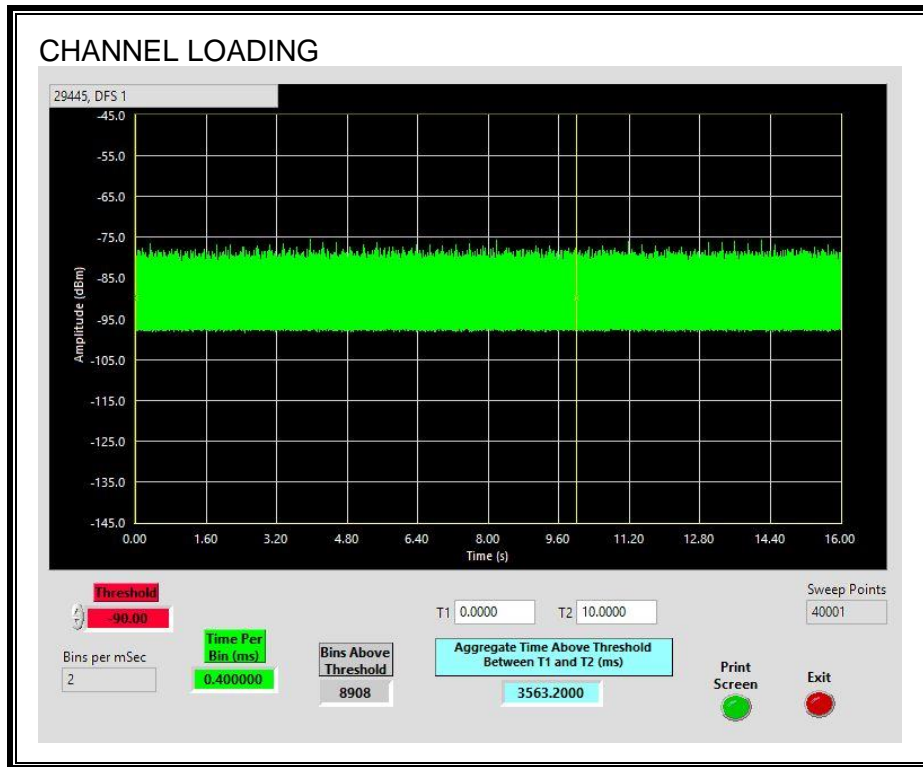 CHANNEL LOADING
29445, DFS 1
-45.0
-55.0
-65.0
-75.0
-85.0
-95.0
-105.0
-115.0
-125.0
-135.0
-145.0
Amplitude (dBm)
0.00 1.60 3.20 4.80 6.40 8.00 9.60 11.20 12.80 14.40 16.00
Time (s)
Threshold
-90.00
Bins per mSec
2
Time Per
Bin (ms)
0.400000
Bins Above
Threshold
8908
T1 0.0000 T2 10.0000
Aggregate Time Above Threshold
Between T1 and T2 (ms)
3563.2000
Sweep Points
40001
Print
Screen
Exit